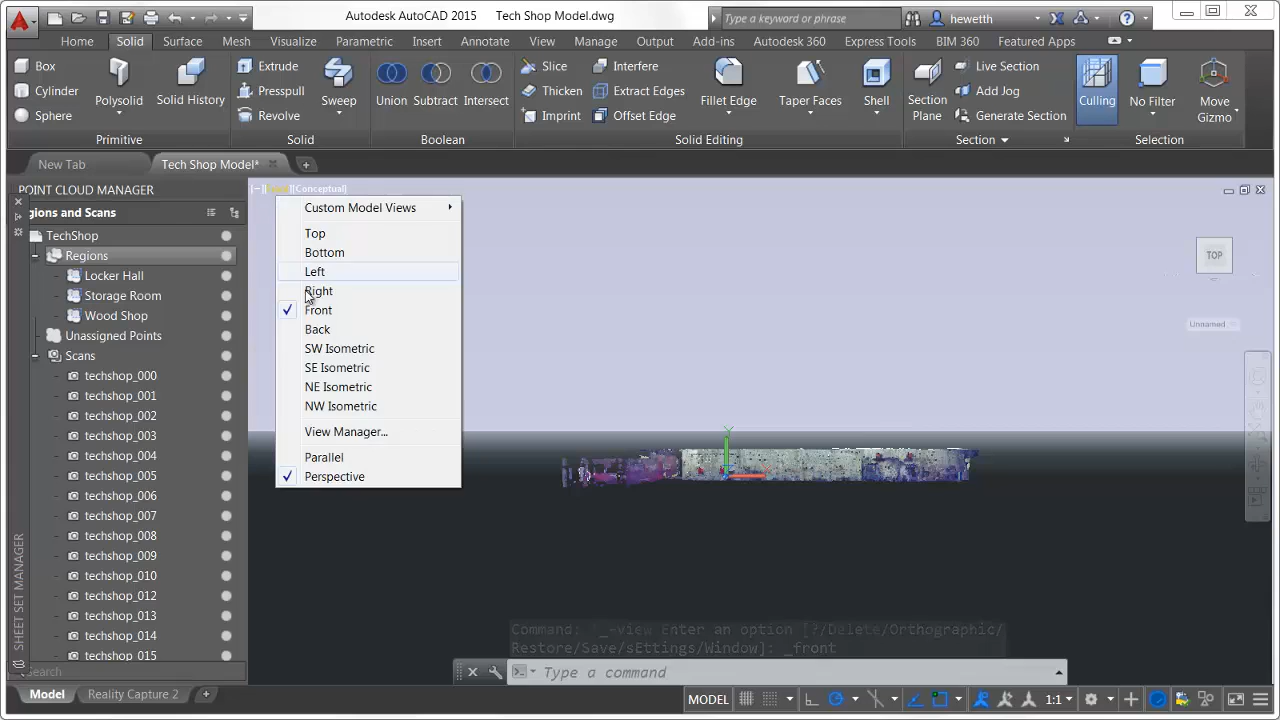 Autodesk AutoCAD 2015 Tech Shop Model.dwg
Type a keyword or phrase
hewetth
Home Solid Surface Mesh Visualize Parametric Insert Annotate View Manage Output Add-ins Autodesk 360 Express Tools BIM 360 Featured Apps
Box
Cylinder
Sphere
Polysolid
Solid History
Primitive
Extrude
Presspull
Revolve
Sweep
Solid
Union
Subtract
Intersect
Boolean
Slice
Thicken
Imprint
Interfere
Extract Edges
Offset Edge
Fillet Edge
Taper Faces
Shell
Solid Editing
Section
Plane
Live Section
Add Jog
Generate Section
Section
Culling
No Filter
Move
Gizmo
Selection
New Tab
Tech Shop Model*
POINT CLOUD MANAGER
gions and Scans
TechShop
Regions
Locker Hall
Storage Room
Wood Shop
Unassigned Points
Scans
techshop_000
techshop_001
techshop_002
techshop_003
techshop_004
techshop_005
techshop_006
techshop_007
techshop_008
techshop_009
techshop_010
techshop_012
techshop_013
techshop_014
techshop_015
Search
SHEET SET MANAGER
[Conceptual]
Custom Model Views
Top
Bottom
Left
Right
Front
Back
SW Isometric
SE Isometric
NE Isometric
NW Isometric
View Manager...
Parallel
Perspective
TOP
Unnamed
Y
Command: _-view Enter an option [?/Delete/Orthographic/
Restore/Save/sEttings/Window]: _front
Type a command
Model
Reality Capture 2
MODEL
1:1